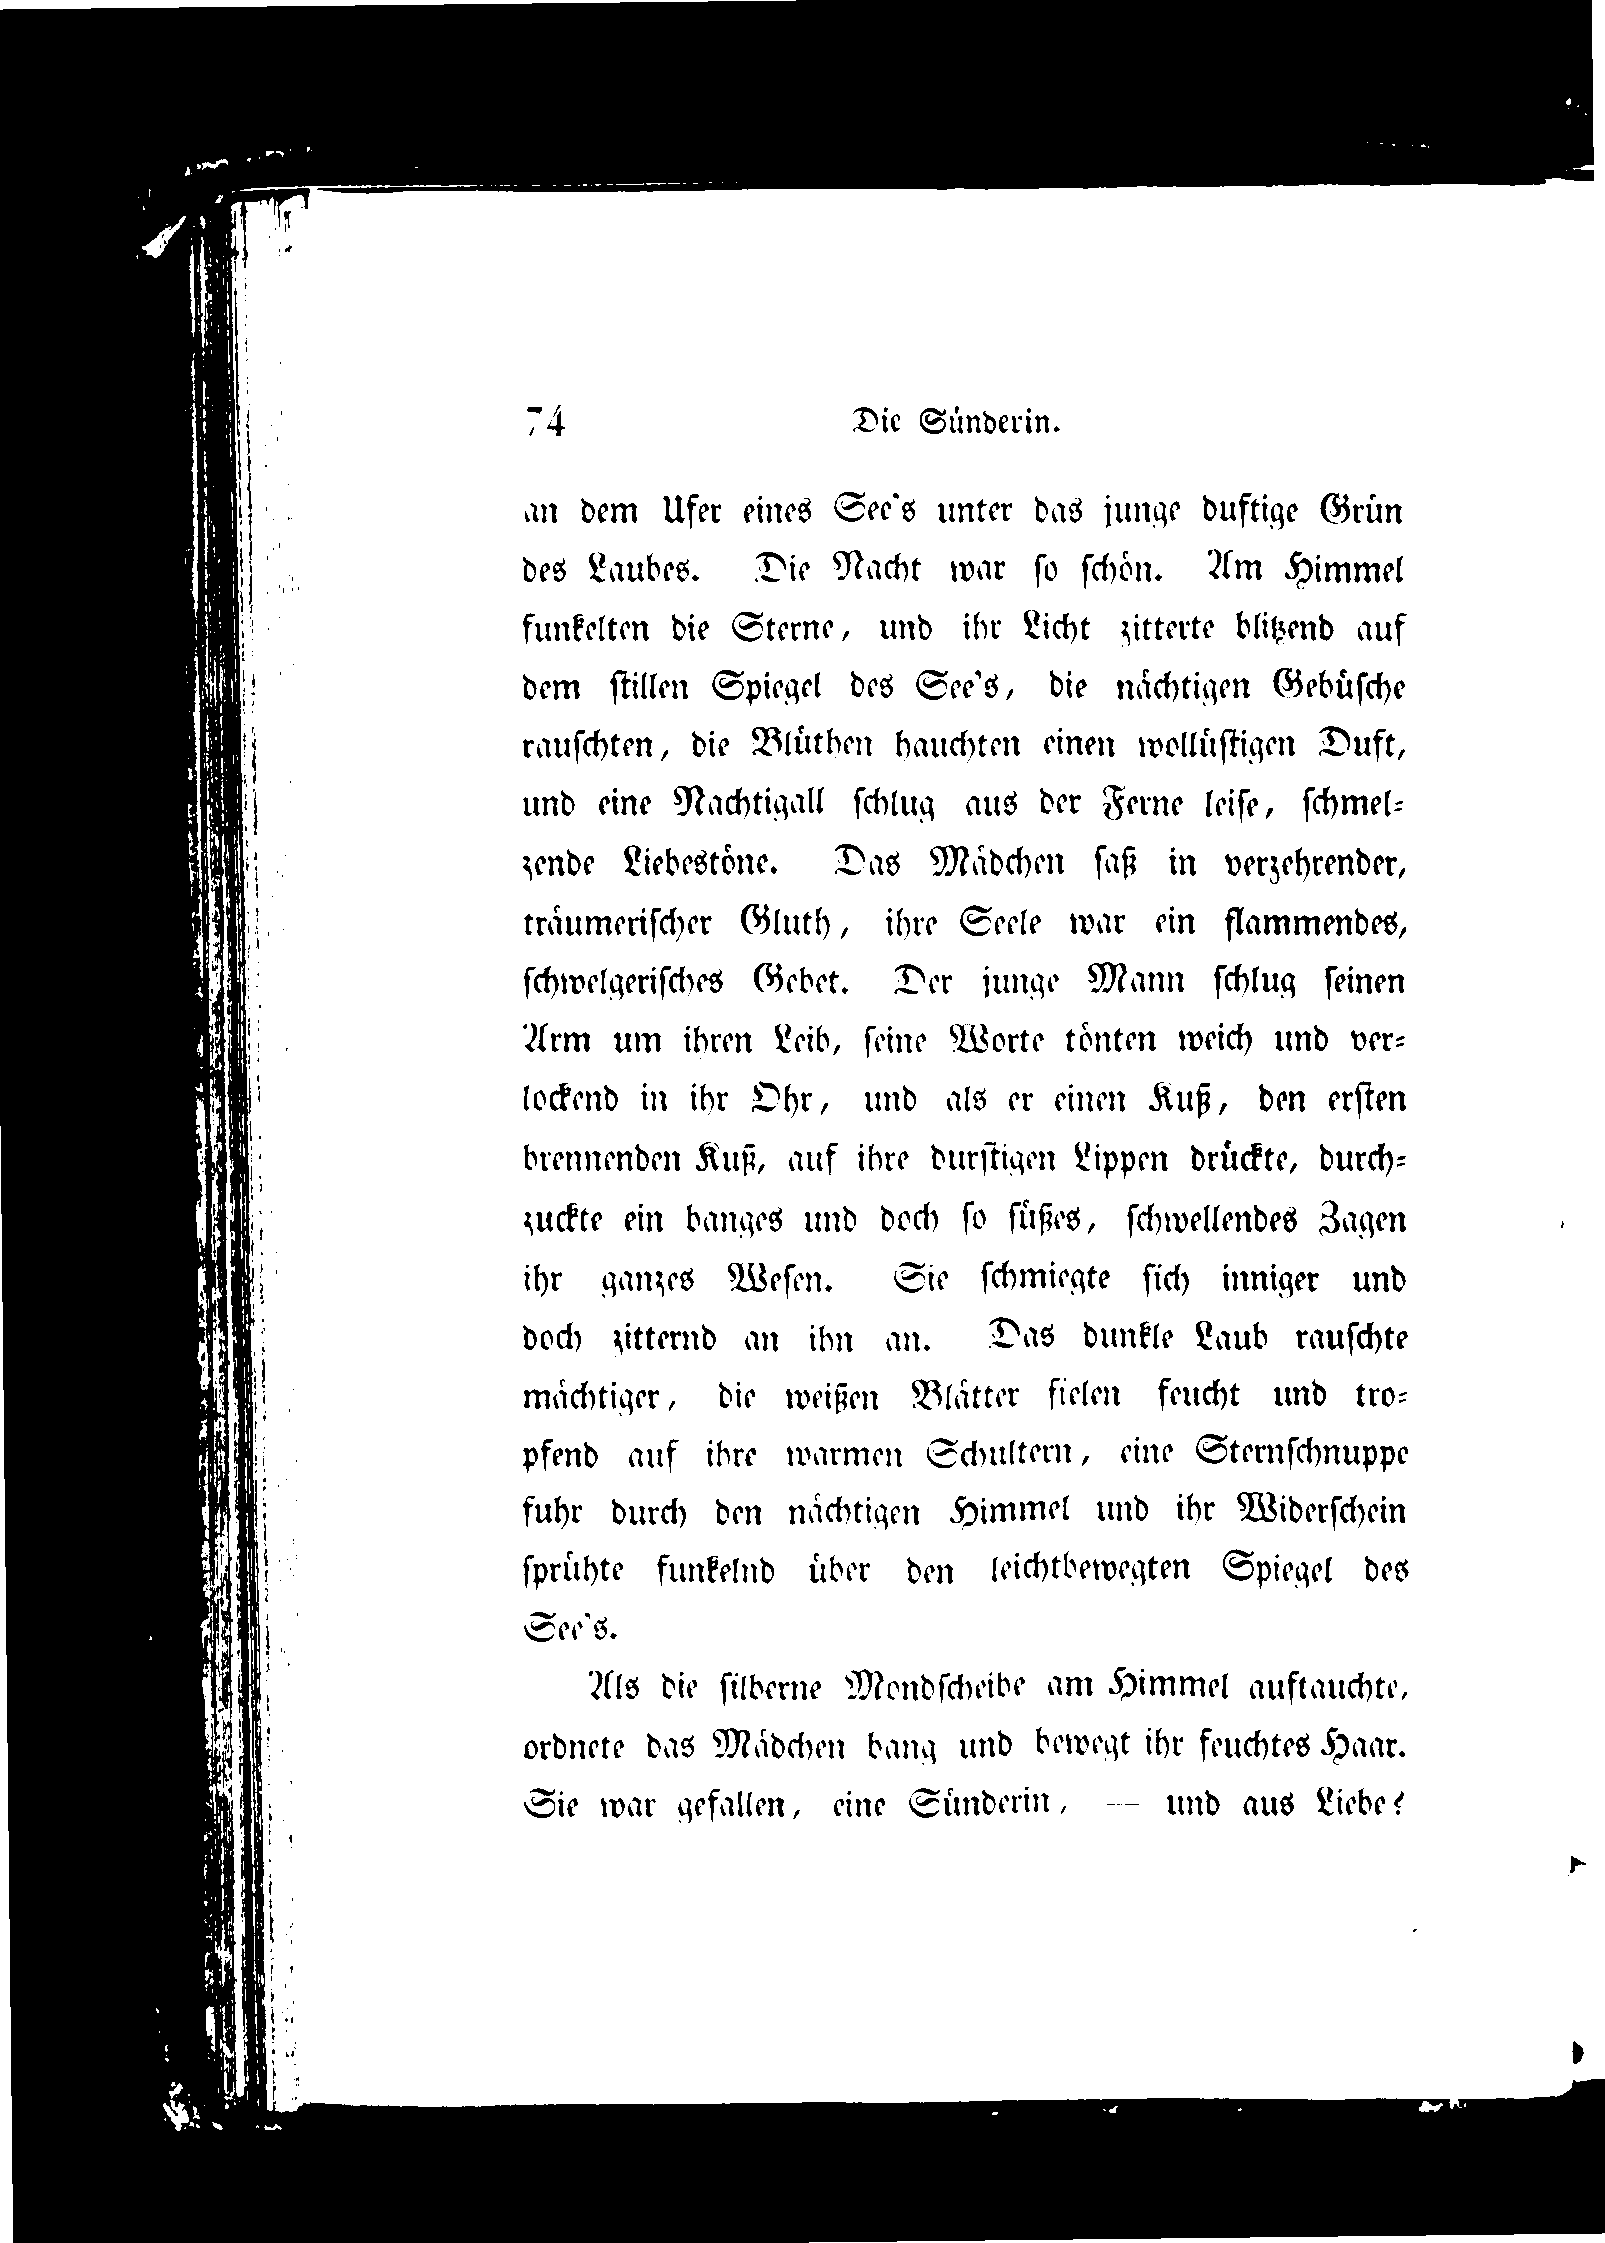 74 Die Sünderin.
an dem Ufer eines See's unter das junge duftige Grün
des Laubes. Die Nacht war so schön. Am Himmel
funkelten die Sterne, und ihr Licht zitterte blitzend auf
dem stillen Spiegel des See's, die nächtigen Gebüsche
rauschten, die Blüthen hauchten einen wollüstigen Duft,
und eine Nachtigall schlug aus der Ferne leise, schmel-
zende Liebestöne. Das Mädchen saß in verzehrender,
träumerischer Gluth, ihre Seele war ein flammendes,
schwelgerisches Gebet. Der junge Mann schlug seinen
Arm um ihren Leib, seine Worte tönten weich und ver-
lockend in ihr Ohr, und als er einen Kuß, den ersten
brennenden Kuß, auf ihre durstigen Lippen drückte, durch-
zuckte ein banges und doch so süßes, schwellendes Zagen
ihr ganzes Wesen. Sie schmiegte sich inniger und
doch zitternd an ihn an. Das dunkle Laub rauschte
mächtiger, die weißen Blätter fielen feucht und tro-
pfend auf ihre warmen Schultern, eine Sternschnuppe
fuhr durch den nächtigen Himmel und ihr Widerschein
sprühte funkelnd über den leichtbewegten Spiegel des
See's.
Als die silberne Mondscheibe am Himmel auftauchte,
ordnete das Mädchen bang und bewegt ihr feuchtes Haar.
Sie war gefallen, eine Sünderin, — und aus Liebe?